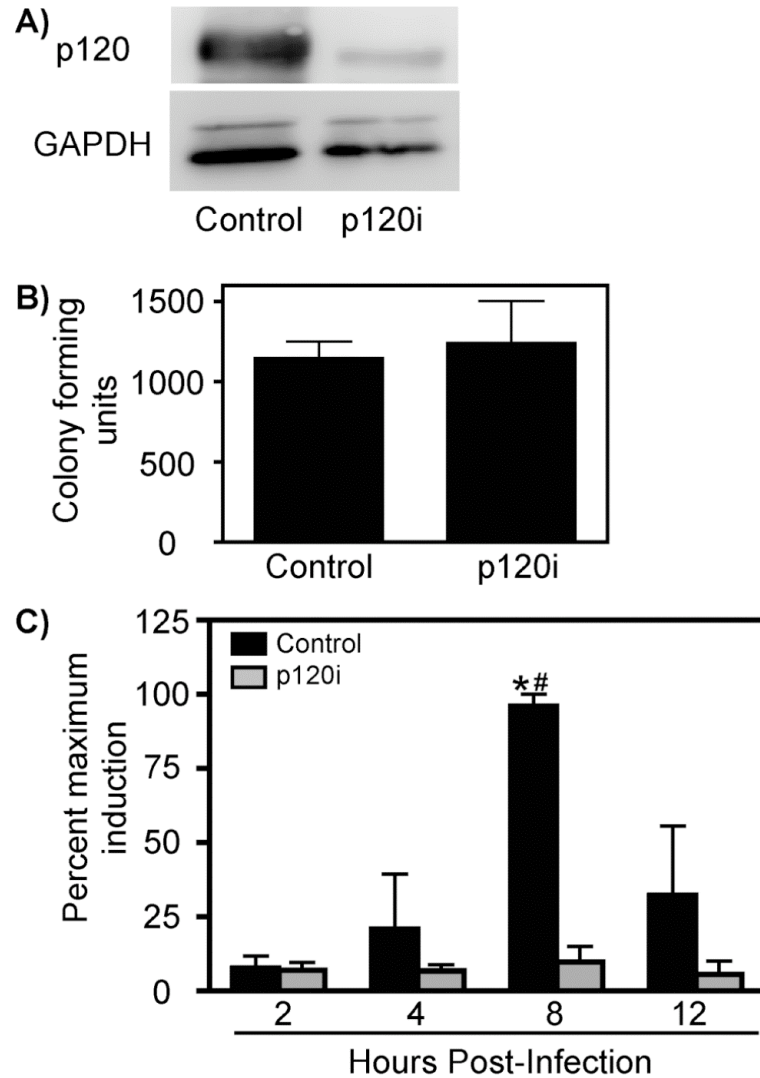 A)
p120
GAPDH
Control p120i
B)
Colony forming
units
1500
1000
500
0
Control p120i
C)
Percent maximum
induction
125
100
75
50
25
0
Control
p120i
*#
2 4 8 12
Hours Post-Infection